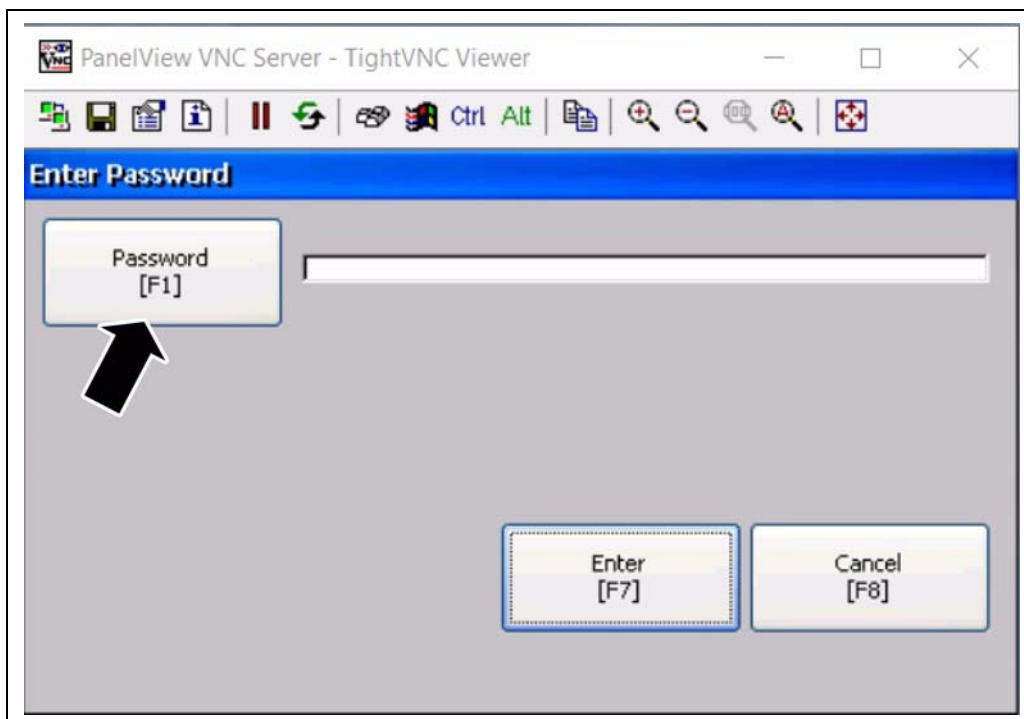 PanelView VNC Server - TightVNC Viewer
Ctrl Alt
Enter Password
Password
[F1]
Enter
[F7]
Cancel
[F8]